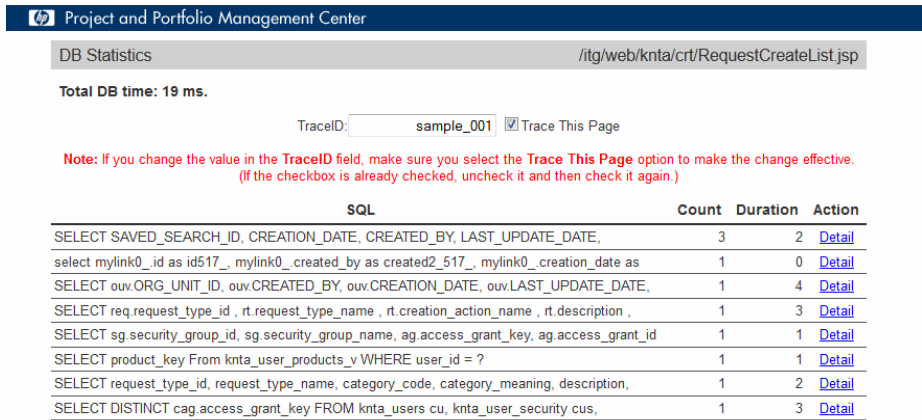 hp Project and Portfolio Management Center
DB Statistics /itg/web/knta/crt/RequestCreateList.jsp
Total DB time: 19 ms.
TraceID: sample_001 Trace This Page
Note: If you change the value in the TraceID field, make sure you select the Trace This Page option to make the change effective.
(If the checkbox is already checked, uncheck it and then check it again.)
SQL Count Duration Action
SELECT SAVED_SEARCH_ID, CREATION_DATE, CREATED_BY, LAST_UPDATE_DATE, 3 2 Detail
select mylink0_.id as id517_, mylink0_.created_by as created2_517_, mylink0_.creation_date as 1 0 Detail
SELECT ouv.ORG_UNIT_ID, ouv.CREATED_BY, ouv.CREATION_DATE, ouv.LAST_UPDATE_DATE, 1 4 Detail
SELECT req.request_type_id , rt.request_type_name , rt.creation_action_name , rt.description , 1 3 Detail
SELECT sg.security_group_id, sg.security_group_name, ag.access_grant_key, ag.access_grant_id 1 1 Detail
SELECT product_key From knta_user_products_v WHERE user_id = ? 1 1 Detail
SELECT request_type_id, request_type_name, category_code, category_meaning, description, 1 2 Detail
SELECT DISTINCT cag.access_grant_key FROM knta_users cu, knta_user_security cus, 1 3 Detail